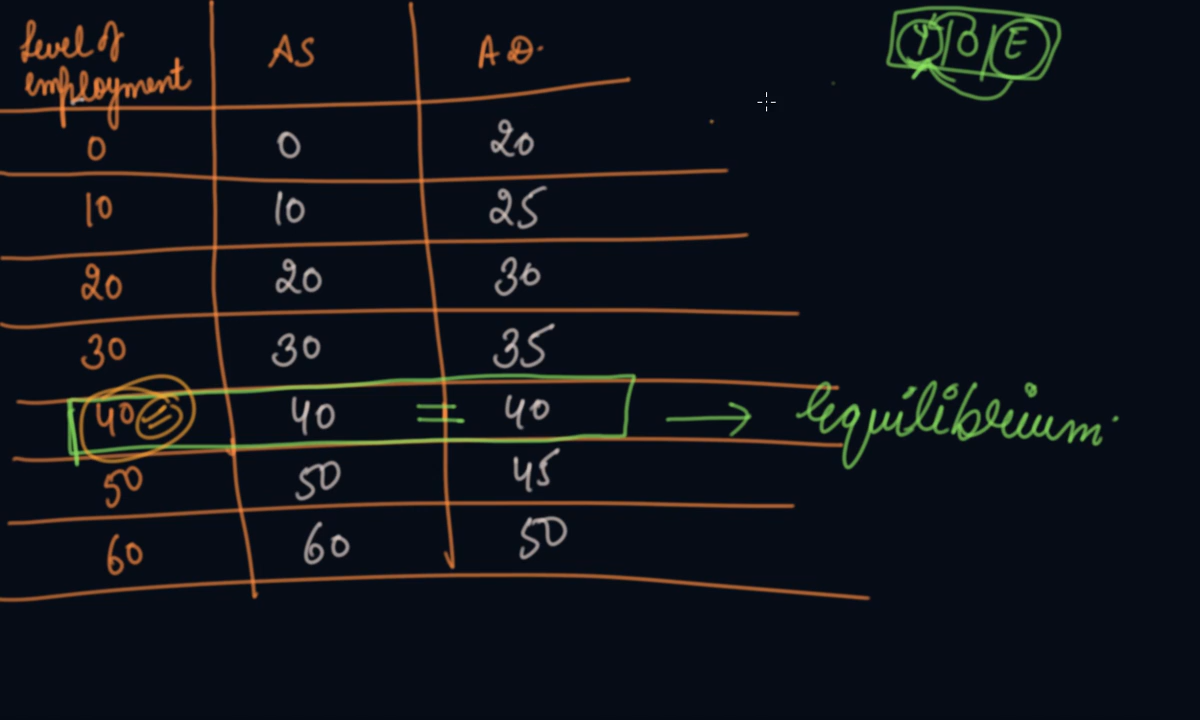 Level of employment AS AD.
0 0 20
10 10 25
20 20 30
30 30 35
40 40 = 40 → equilibrium.
50 50 45
60 60 50
Y/O/E